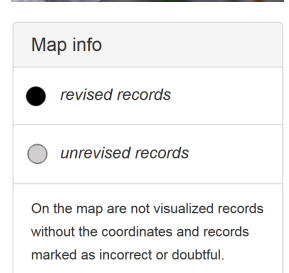 Map info
revised records
unrevised records
On the map are not visualized records
without the coordinates and records
marked as incorrect or doubtful.